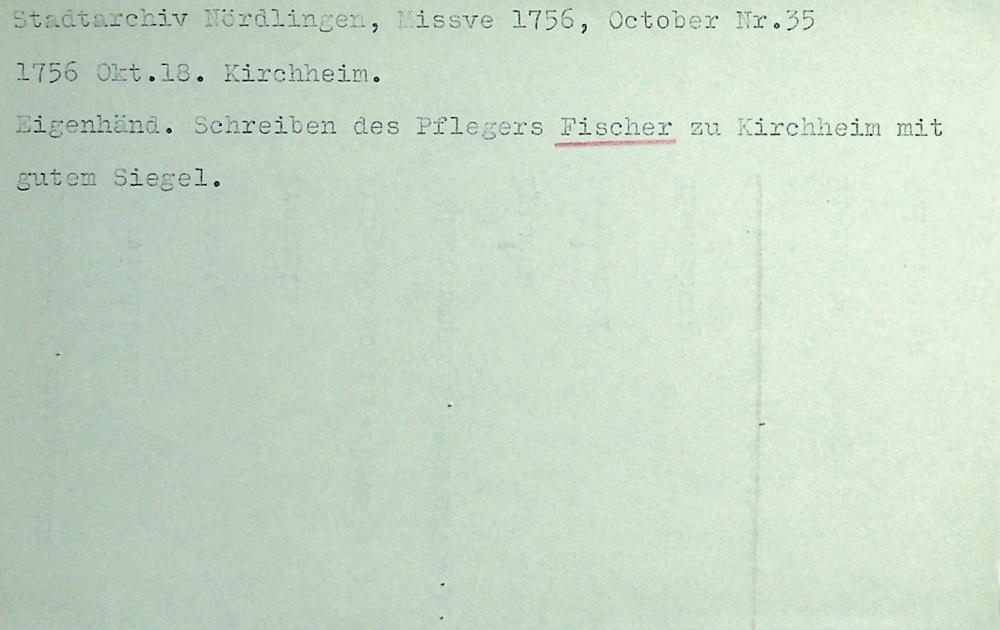 Stadtarchiv Nördlingen, Missve 1756, October Nr.35
1756 Okt.18. Kirchheim.
Eigenhänd. Schreiben des Pflegers Fischer zu Kirchheim mit
gutem Siegel.